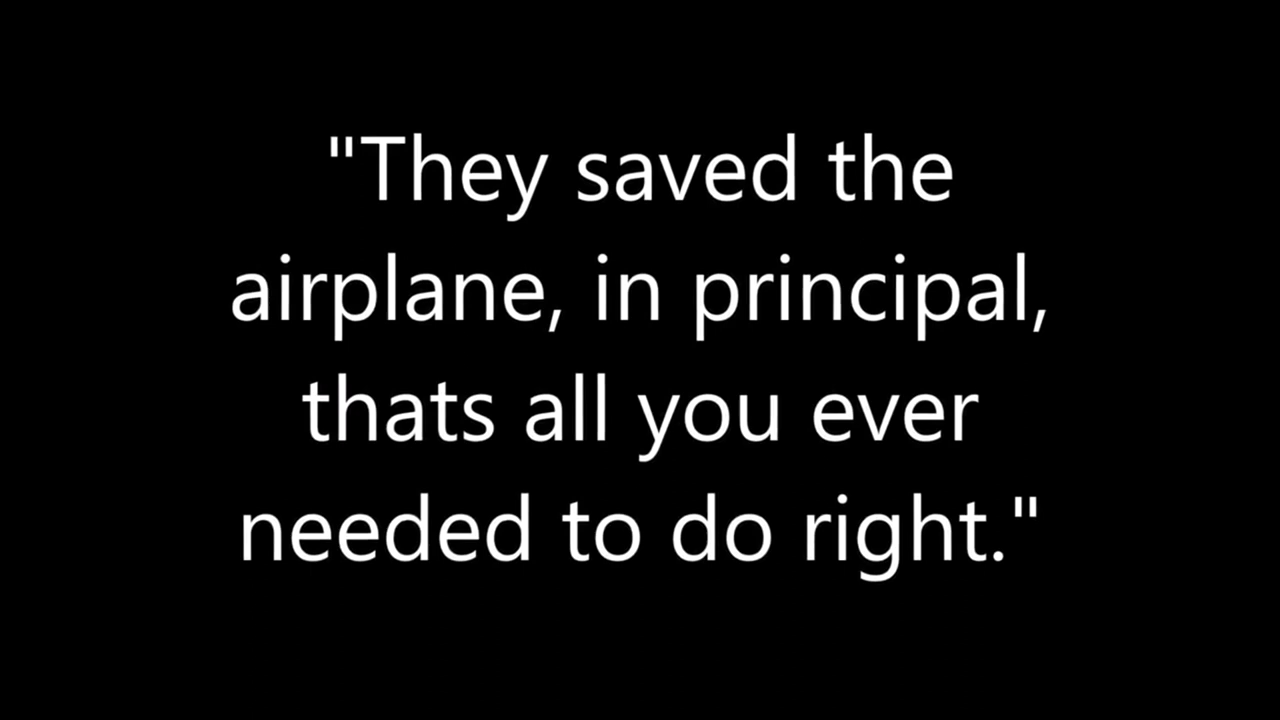 "They saved the
airplane, in principal,
thats all you ever
needed to do right."